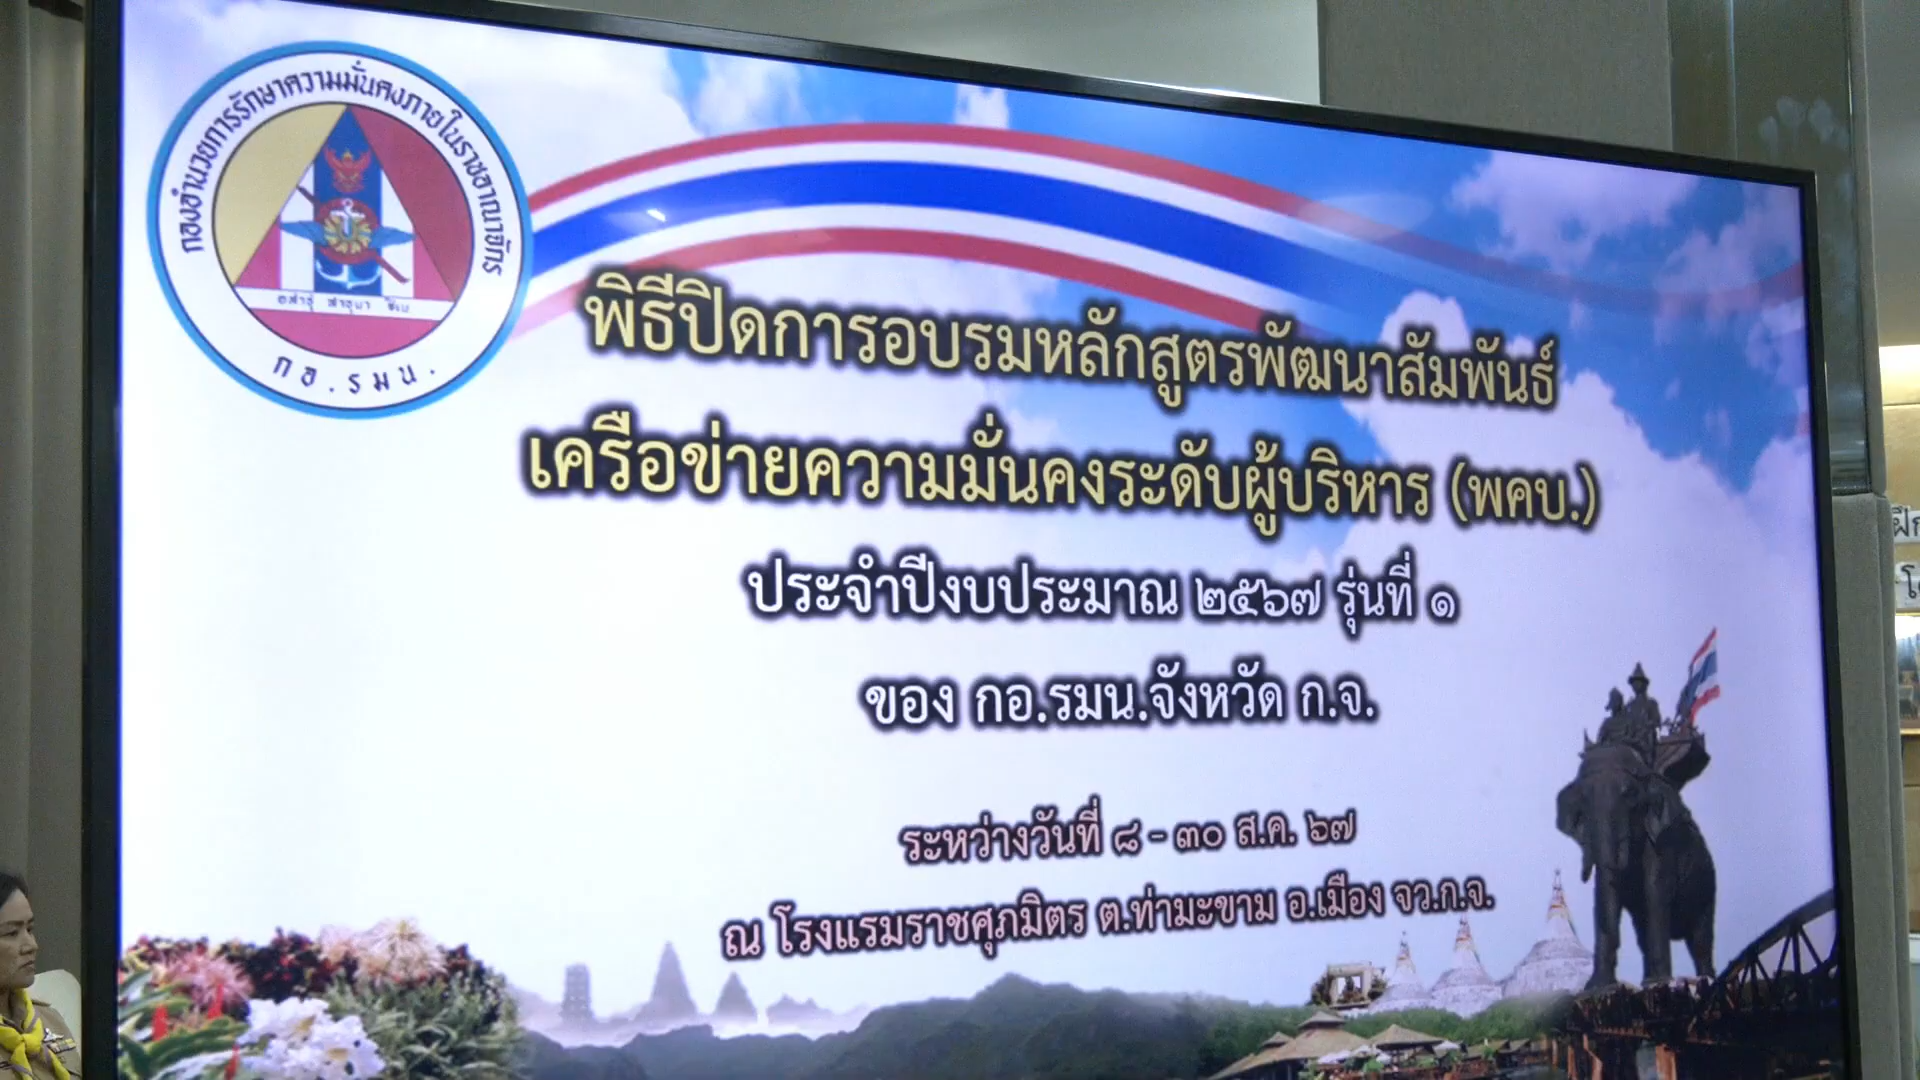 กองอำนวยการรักษาความมั่นคงภายในราชอาณาจักร
กอ.รมน.
พิธีปิดการอบรมหลักสูตรพัฒนาสัมพันธ์
เครือข่ายความมั่นคงระดับผู้บริหาร (พคบ.)
ประจำปีงบประมาณ ๒๕๖๗ รุ่นที่ ๑
ของ กอ.รมน.จังหวัด ก.จ.
ระหว่างวันที่ ๘ - ๓๐ ส.ค. ๖๗
ณ โรงแรมราชศุภมิตร ต.ท่ามะขาม อ.เมือง จว.ก.จ.